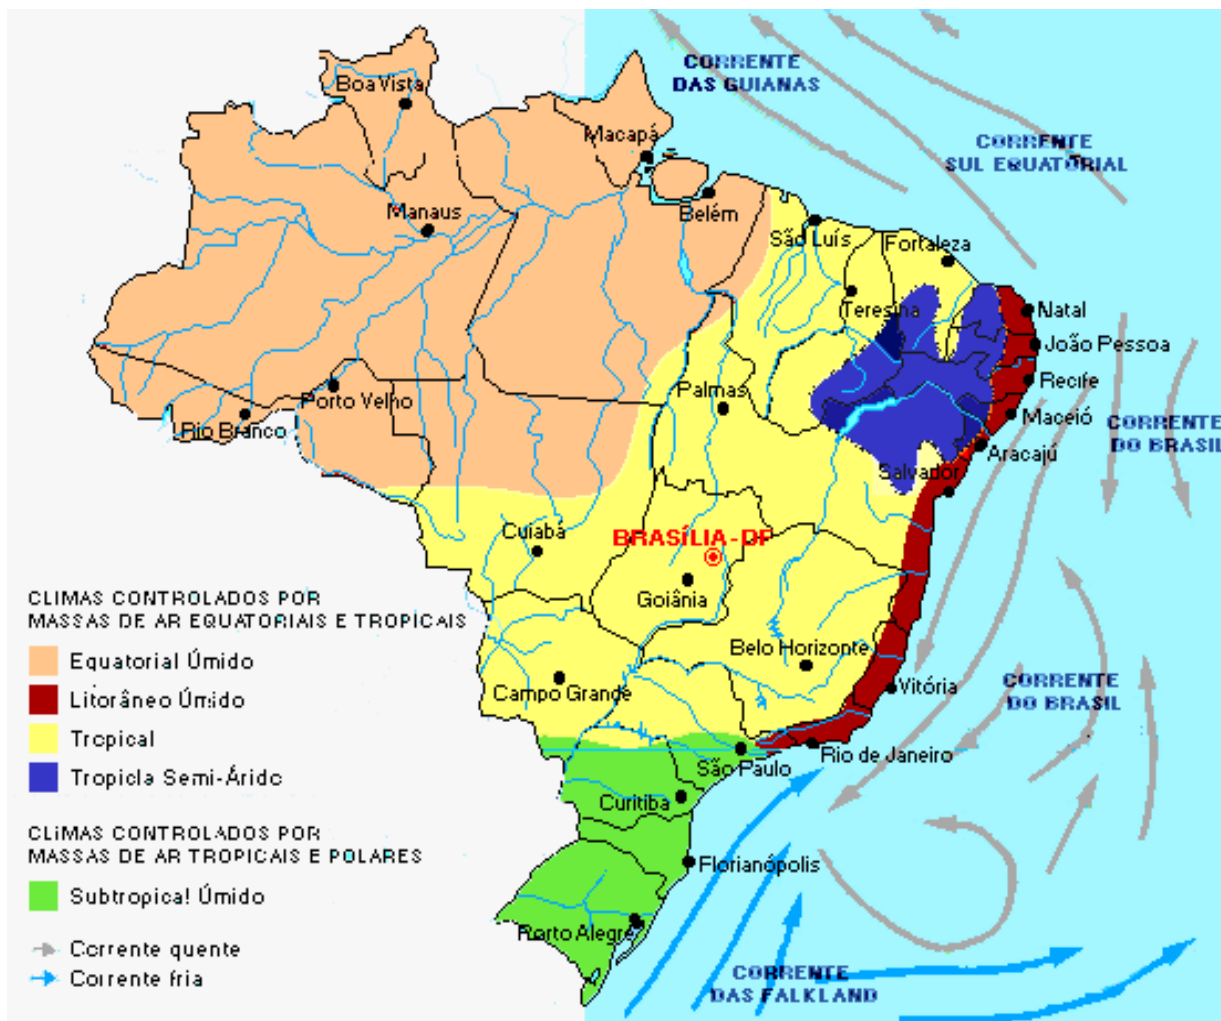 CORRENTE
DAS GUIANAS
CORRENTE
SUL EQUATORIAL
Boa Vista
Macapá
Manaus
Belém
São Luís
Fortaleza
Teresina
Natal
João Pessoa
Recife
Maceió
Aracajú
Salvador
Palmas
Porto Velho
Rio Branco
CORRENTE
DO BRASIL
Cuiabá
BRASÍLIA-DF
Goiânia
Belo Horizonte
Campo Grande
Vitória
CORRENTE
DO BRASIL
São Paulo
Rio de Janeiro
Curitiba
Florianópolis
Porto Alegre
CORRENTE
DAS FALKLAND
CLIMAS CONTROLADOS POR
MASSAS DE AR EQUATORIAIS E TROPICAIS
Equatorial Úmido
Litorâneo Úmido
Tropical
Tropicla Semi-Árido
CLIMAS CONTROLADOS POR
MASSAS DE AR TROPICAIS E POLARES
Subtropical Úmido
Corrente quente
Corrente fria